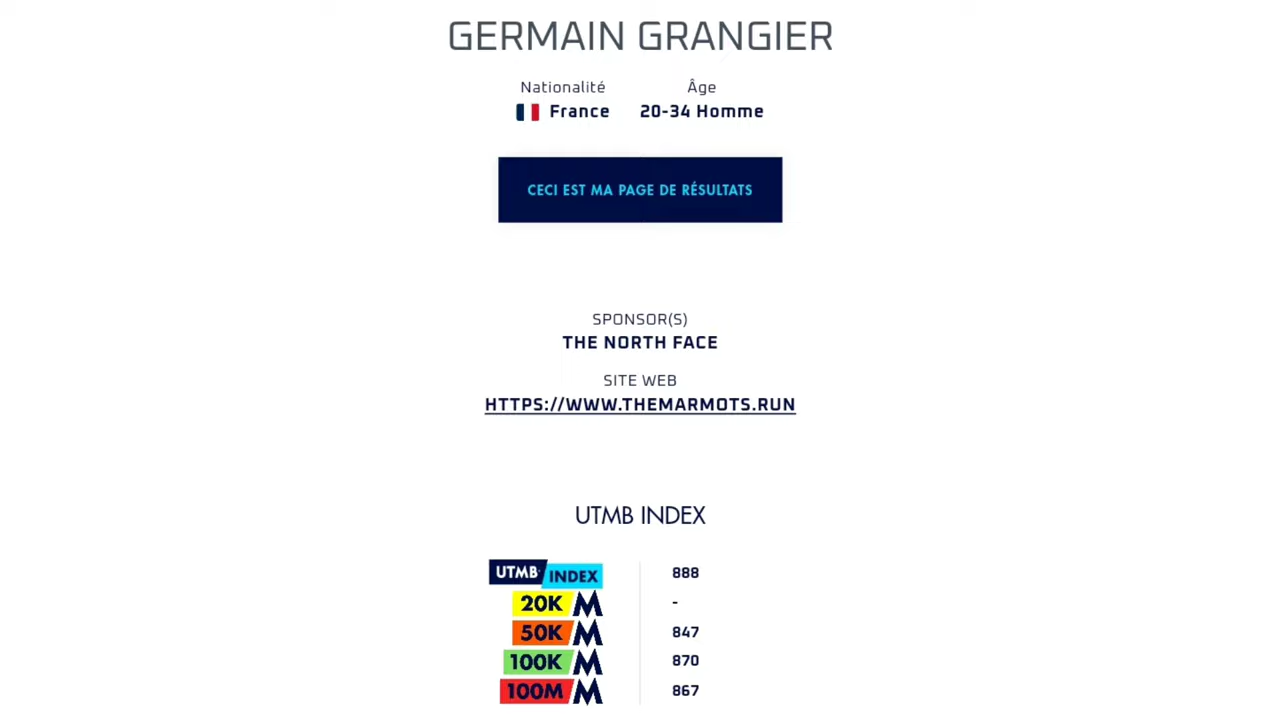 GERMAIN GRANGIER
Nationalité Âge
France 20-34 Homme
CECI EST MA PAGE DE RÉSULTATS
SPONSOR(S)
THE NORTH FACE
SITE WEB
HTTPS://WWW.THEMARMOTS.RUN
UTMB INDEX
UTMB INDEX 888
20K M -
50K M 847
100K M 870
100M M 867